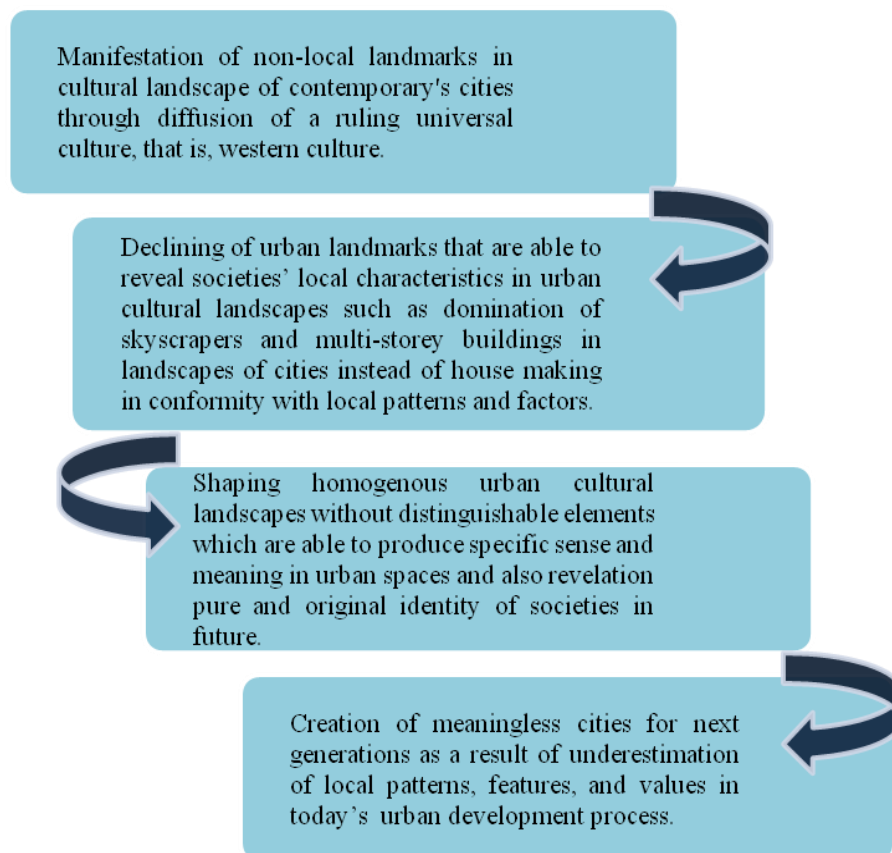 Manifestation of non-local landmarks in
cultural landscape of contemporary's cities
through diffusion of a ruling universal
culture, that is, western culture.
Declining of urban landmarks that are able to
reveal societies’ local characteristics in urban
cultural landscapes such as domination of
skyscrapers and multi-storey buildings in
landscapes of cities instead of house making
in conformity with local patterns and factors.
Shaping homogenous urban cultural
landscapes without distinguishable elements
which are able to produce specific sense and
meaning in urban spaces and also revelation
pure and original identity of societies in
future.
Creation of meaningless cities for next
generations as a result of underestimation
of local patterns, features, and values in
today’s urban development process.